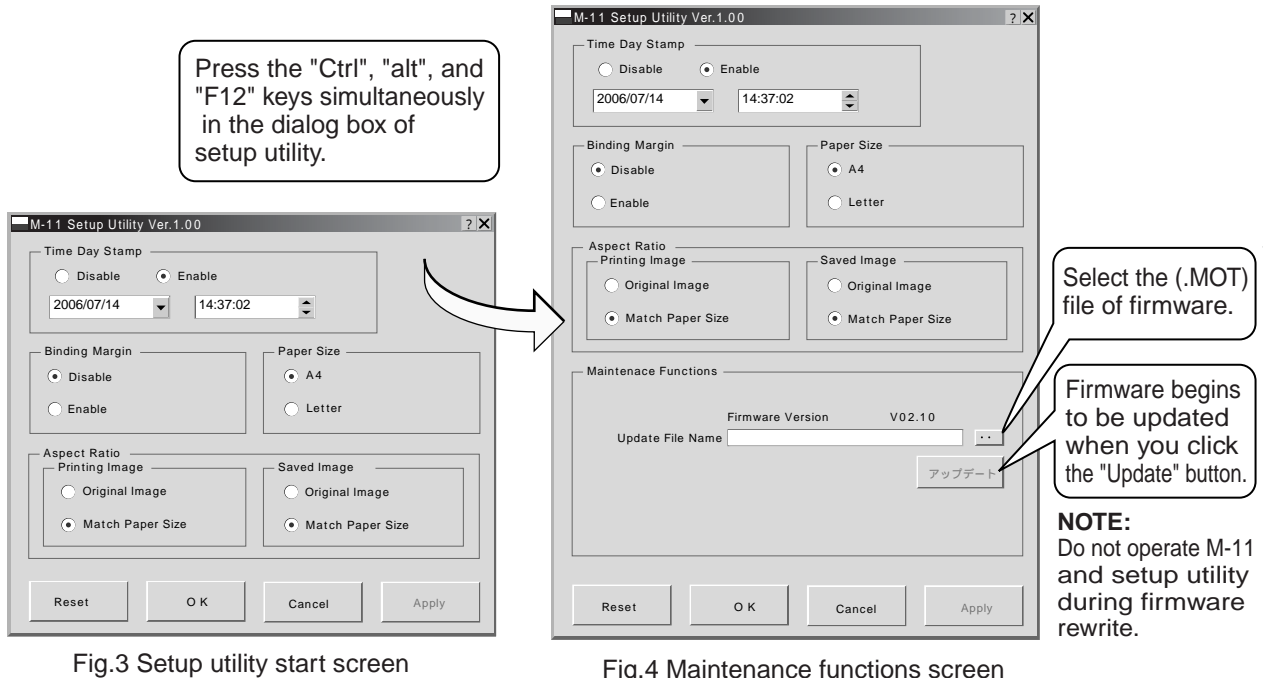 Press the "Ctrl", "alt", and
"F12" keys simultaneously
in the dialog box of
setup utility.
M-11 Setup Utility Ver.1.00 ?
Time Day Stamp
Disable Enable
2006/07/14 14:37:02
Binding Margin Paper Size
Disable A4
Enable Letter
Aspect Ratio
Printing Image Saved Image
Original Image Original Image
Match Paper Size Match Paper Size
Reset O K Cancel Apply
Fig.3 Setup utility start screen
M-11 Setup Utility Ver.1.00 ?
Time Day Stamp
Disable Enable
2006/07/14 14:37:02
Binding Margin Paper Size
Disable A4
Enable Letter
Aspect Ratio
Printing Image Saved Image
Original Image Original Image
Match Paper Size Match Paper Size
Maintenace Functions
Firmware Version V02.10
Update File Name ..
アップデート
Reset O K Cancel Apply
Fig.4 Maintenance functions screen
Select the (.MOT)
file of firmware.
Firmware begins
to be updated
when you click
the "Update" button.
NOTE:
Do not operate M-11
and setup utility
during firmware
rewrite.